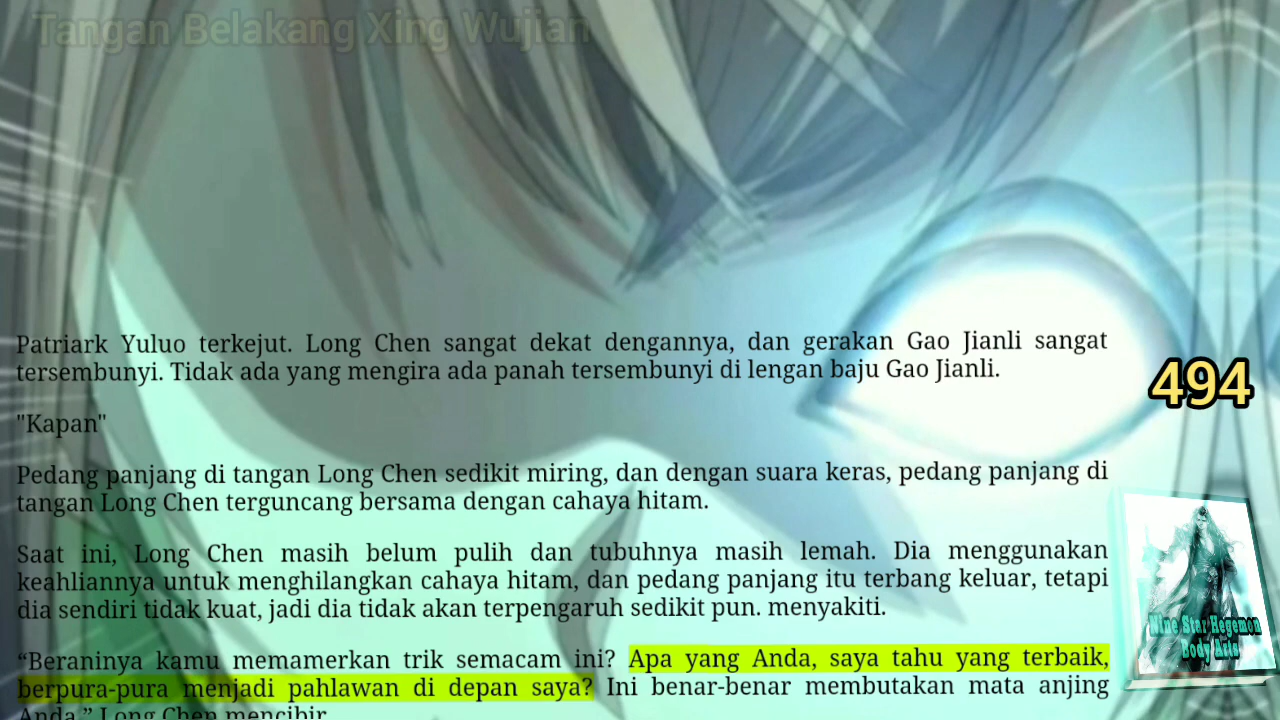 Tangan Belakang Xing Wujian
Patriark Yuluo terkejut. Long Chen sangat dekat dengannya, dan gerakan Gao Jianli sangat
tersembunyi. Tidak ada yang mengira ada panah tersembunyi di lengan baju Gao Jianli.
"Kapan"
Pedang panjang di tangan Long Chen sedikit miring, dan dengan suara keras, pedang panjang di
tangan Long Chen terguncang bersama dengan cahaya hitam.
Saat ini, Long Chen masih belum pulih dan tubuhnya masih lemah. Dia menggunakan
keahliannya untuk menghilangkan cahaya hitam, dan pedang panjang itu terbang keluar, tetapi
dia sendiri tidak kuat, jadi dia tidak akan terpengaruh sedikit pun. menyakiti.
“Beraninya kamu memamerkan trik semacam ini? Apa yang Anda, saya tahu yang terbaik,
berpura-pura menjadi pahlawan di depan saya? Ini benar-benar membutakan mata anjing
Anda.” Long Chen mencibir.
494
Nine Star Hegemon
Body Arts